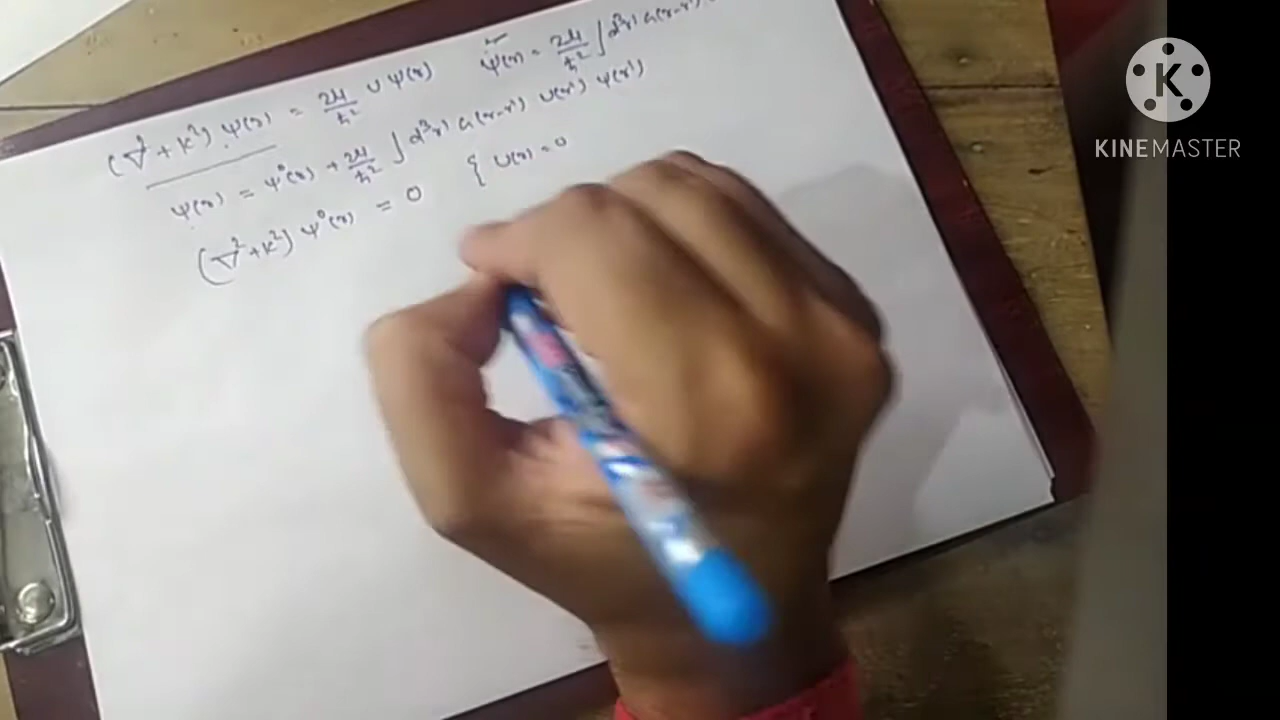 (∇² + k²) ψ(r) = 2μ/ħ² U ψ(r) ψ(r) = 2μ/ħ² ∫ d³r' G(r-r')
ψ(r) = ψ⁰(r) + 2μ/ħ² ∫ d³r' G(r-r') U(r') ψ(r')
(∇² + k²) ψ⁰(r) = 0 { U(r) = 0
K
KINEMASTER